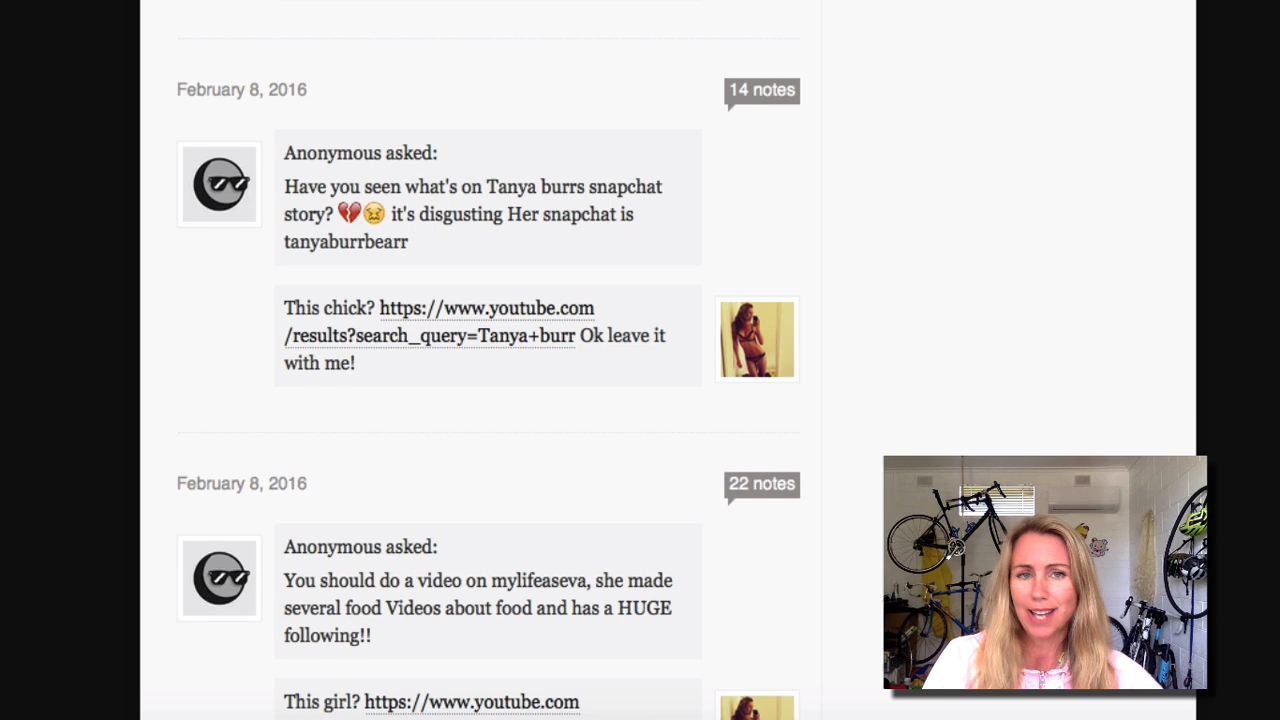 February 8, 2016
14 notes
Anonymous asked:
Have you seen what's on Tanya burrs snapchat
story? 💔😖 it's disgusting Her snapchat is
tanyaburrbearr
This chick? https://www.youtube.com
/results?search_query=Tanya+burr Ok leave it
with me!
February 8, 2016
22 notes
Anonymous asked:
You should do a video on mylifeaseva, she made
several food Videos about food and has a HUGE
following!!
This girl? https://www.youtube.com